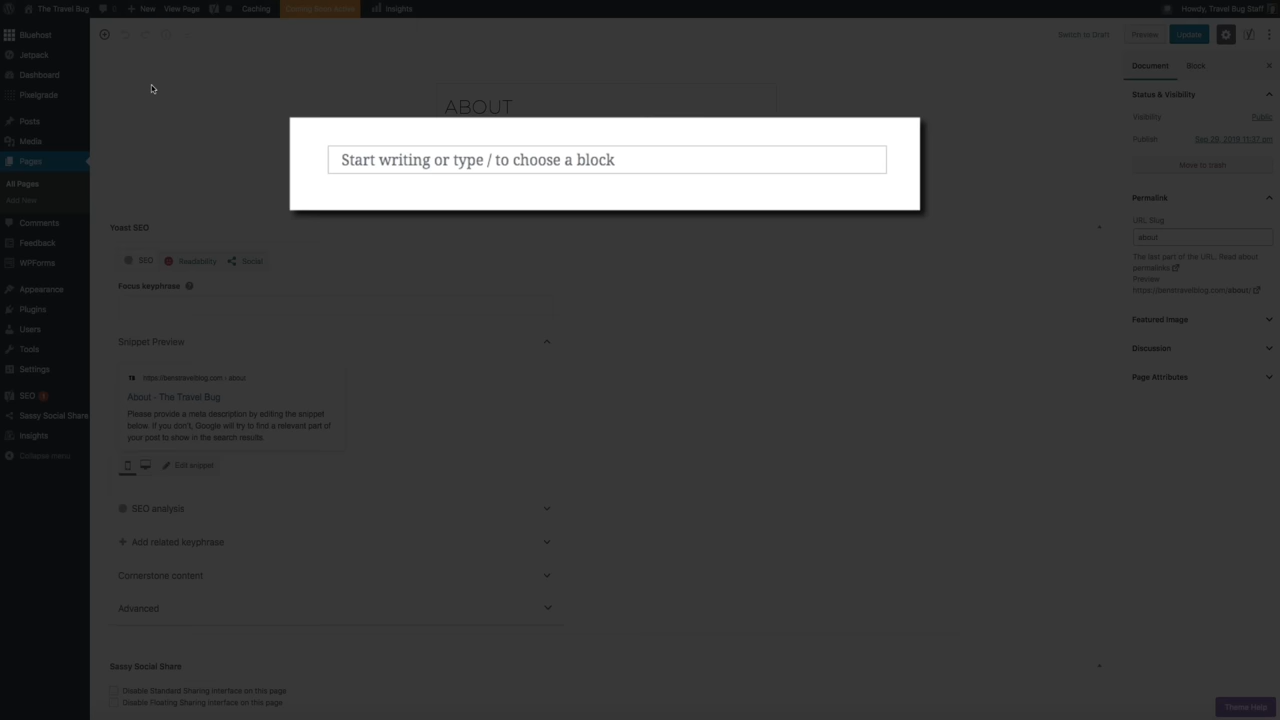 The Travel Bug 0 New View Page Caching Coming Soon Active Insights Howdy, Travel Bug Staff
Bluehost
Jetpack
Dashboard
Pixelgrade
Posts
Media
Pages
All Pages
Add New
Comments
Feedback
WPForms
Appearance
Plugins
Users
Tools
Settings
SEO 1
Sassy Social Share
Insights
Collapse menu
Switch to Draft Preview Update
ABOUT
Start writing or type / to choose a block
Yoast SEO
SEO Readability Social
Focus keyphrase
Snippet Preview
https://benstravelblog.com › about
About - The Travel Bug
Please provide a meta description by editing the snippet
below. If you don't, Google will try to find a relevant part of
your post to show in the search results.
Edit snippet
SEO analysis
Add related keyphrase
Cornerstone content
Advanced
Sassy Social Share
Disable Standard Sharing interface on this page
Disable Floating Sharing interface on this page
Document Block
Status & Visibility
Visibility Public
Publish Sep 25, 2019 11:57 pm
Move to trash
Permalink
URL Slug
about
The last part of the URL. Read about
permalinks
Preview
https://benstravelblog.com/about/
Featured Image
Discussion
Page Attributes
Theme Help